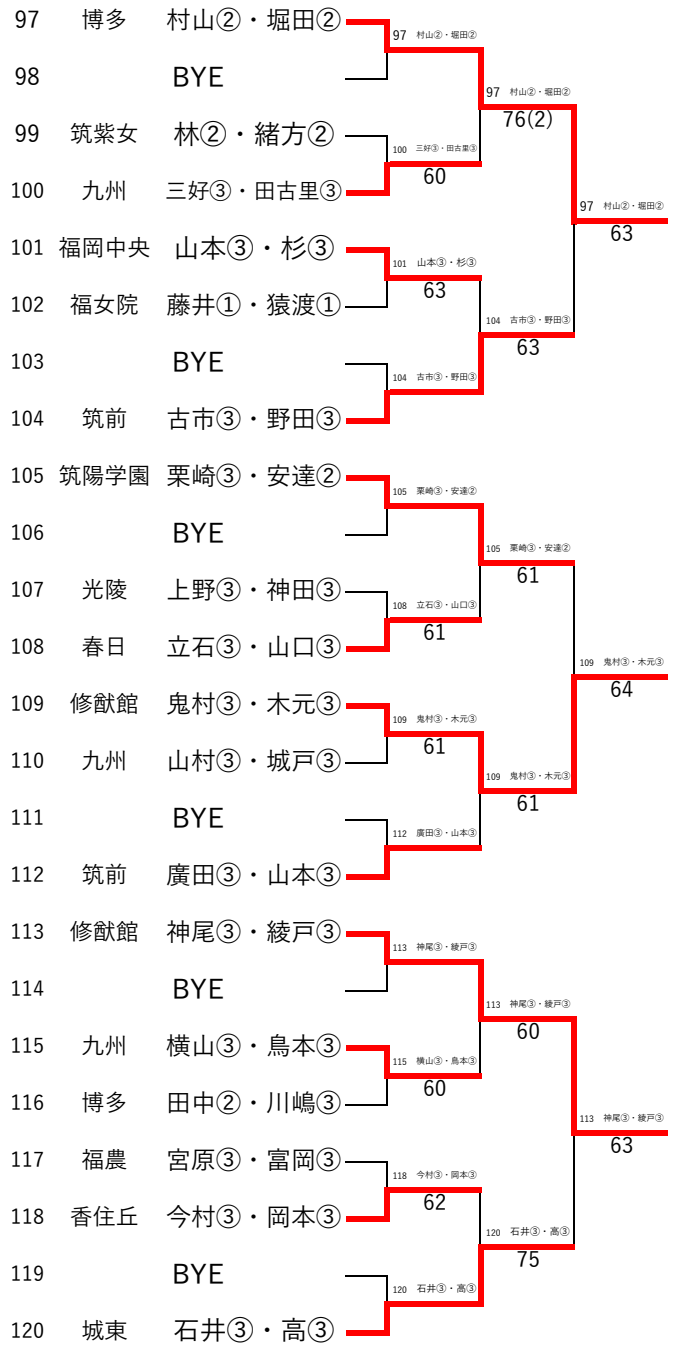 97 博多 村山②・堀田②
97 村山②・堀田②
98 BYE
97 村山②・堀田②
76(2)
99 筑紫女 林②・緒方②
100 三好③・田古里③
60
100 九州 三好③・田古里③
97 村山②・堀田②
63
101 福岡中央 山本③・杉③
101 山本③・杉③
63
102 福女院 藤井①・猿渡①
104 古市③・野田③
63
103 BYE
104 古市③・野田③
104 筑前 古市③・野田③
105 筑陽学園 栗崎③・安達②
105 栗崎③・安達②
106 BYE
105 栗崎③・安達②
61
107 光陵 上野③・神田③
108 立石③・山口③
61
108 春日 立石③・山口③
109 鬼村③・木元③
64
109 修猷館 鬼村③・木元③
109 鬼村③・木元③
61
110 九州 山村③・城戸③
109 鬼村③・木元③
61
111 BYE
112 廣田③・山本③
112 筑前 廣田③・山本③
113 修猷館 神尾③・綾戸③
113 神尾③・綾戸③
114 BYE
113 神尾③・綾戸③
60
115 九州 横山③・鳥本③
115 横山③・鳥本③
60
116 博多 田中②・川嶋③
113 神尾③・綾戸③
63
117 福農 宮原③・富岡③
118 今村③・岡本③
62
118 香住丘 今村③・岡本③
120 石井③・高③
75
119 BYE
120 石井③・高③
120 城東 石井③・高③